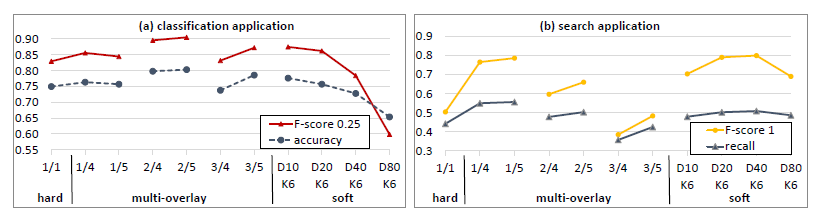 (a) classification application
0.90
0.85
0.80
0.75
0.70
0.65
0.60
0.55
F-score 0.25
accuracy
1/1 1/4 1/5 2/4 2/5 3/4 3/5 D10 D20 D40 D80
K6 K6 K6 K6
hard multi-overlay soft
(b) search application
0.9
0.8
0.7
0.6
0.5
0.4
0.3
F-score 1
recall
1/1 1/4 1/5 2/4 2/5 3/4 3/5 D10 D20 D40 D80
K6 K6 K6 K6
hard multi-overlay soft